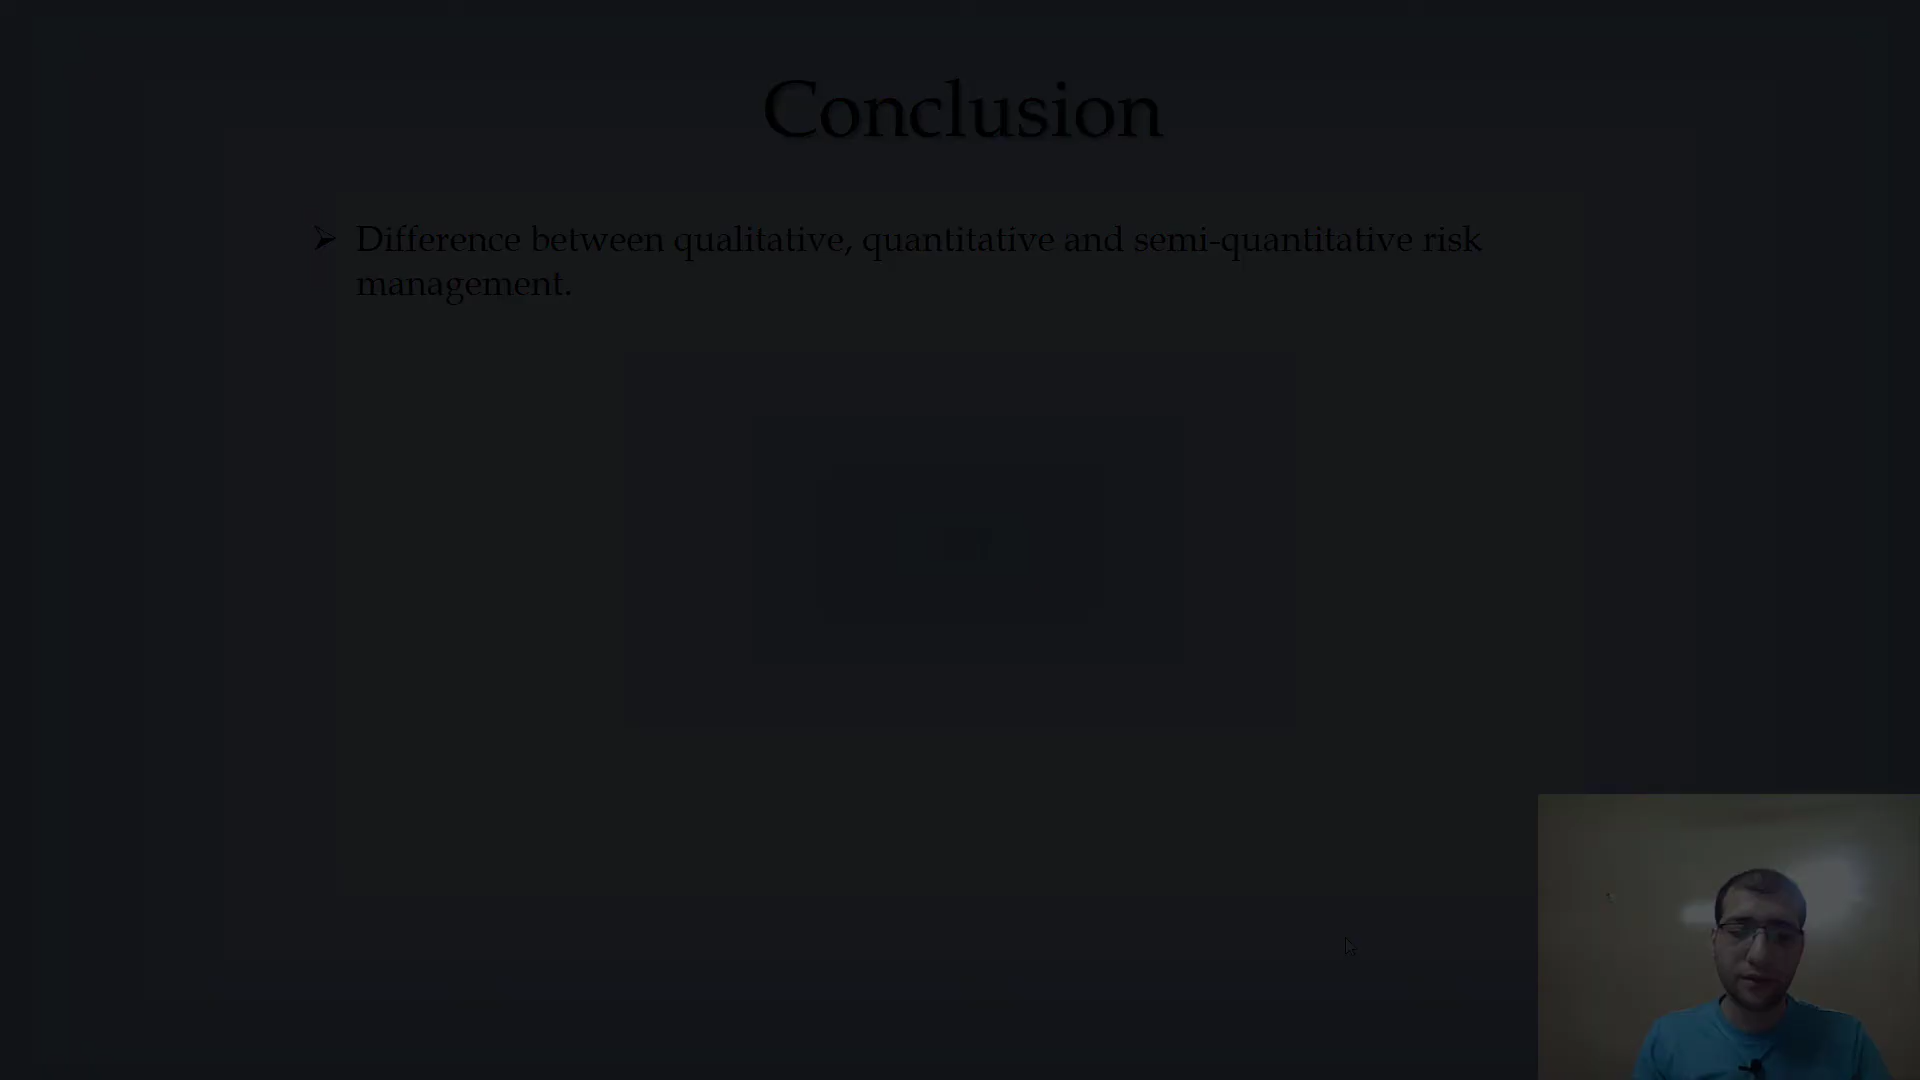 Conclusion
➢ Difference between qualitative, quantitative and semi-quantitative risk
management.